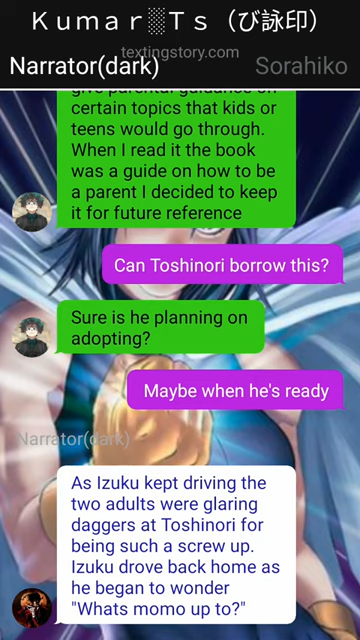 Kumar░Ts（び詠印）
textingstory.com
Narrator(dark) Sorahiko
give parental guidance on
certain topics that kids or
teens would go through.
When I read it the book
was a guide on how to be
a parent I decided to keep
it for future reference
Can Toshinori borrow this?
Sure is he planning on
adopting?
Maybe when he's ready
Narrator(dark)
As Izuku kept driving the
two adults were glaring
daggers at Toshinori for
being such a screw up.
Izuku drove back home as
he began to wonder
"Whats momo up to?"